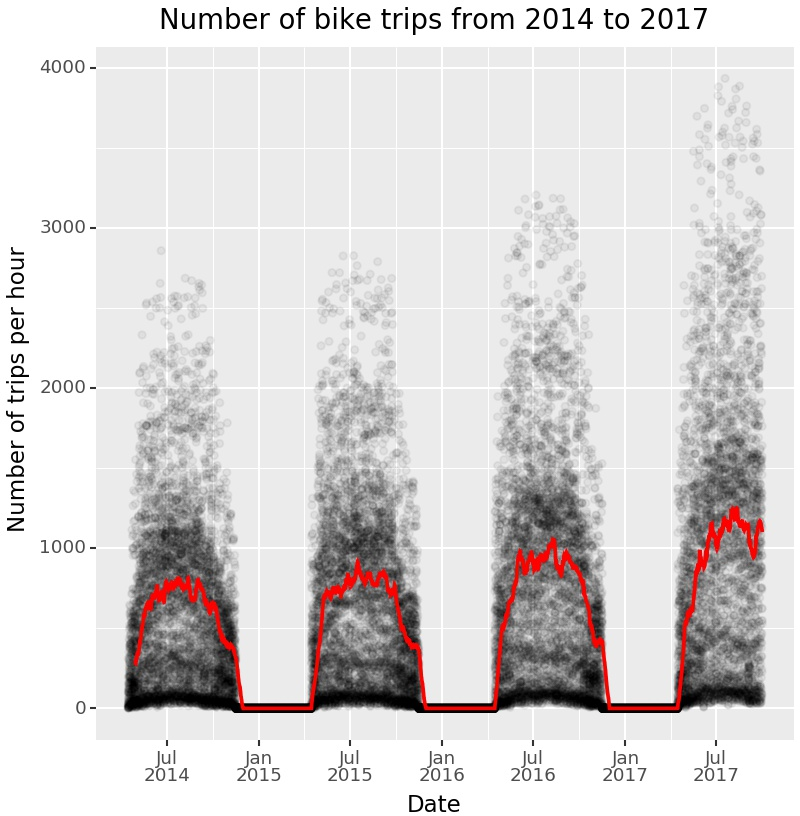 Number of bike trips from 2014 to 2017
Number of trips per hour
4000
3000
2000
1000
0
Jul
2014
Jan
2015
Jul
2015
Jan
2016
Jul
2016
Jan
2017
Jul
2017
Date